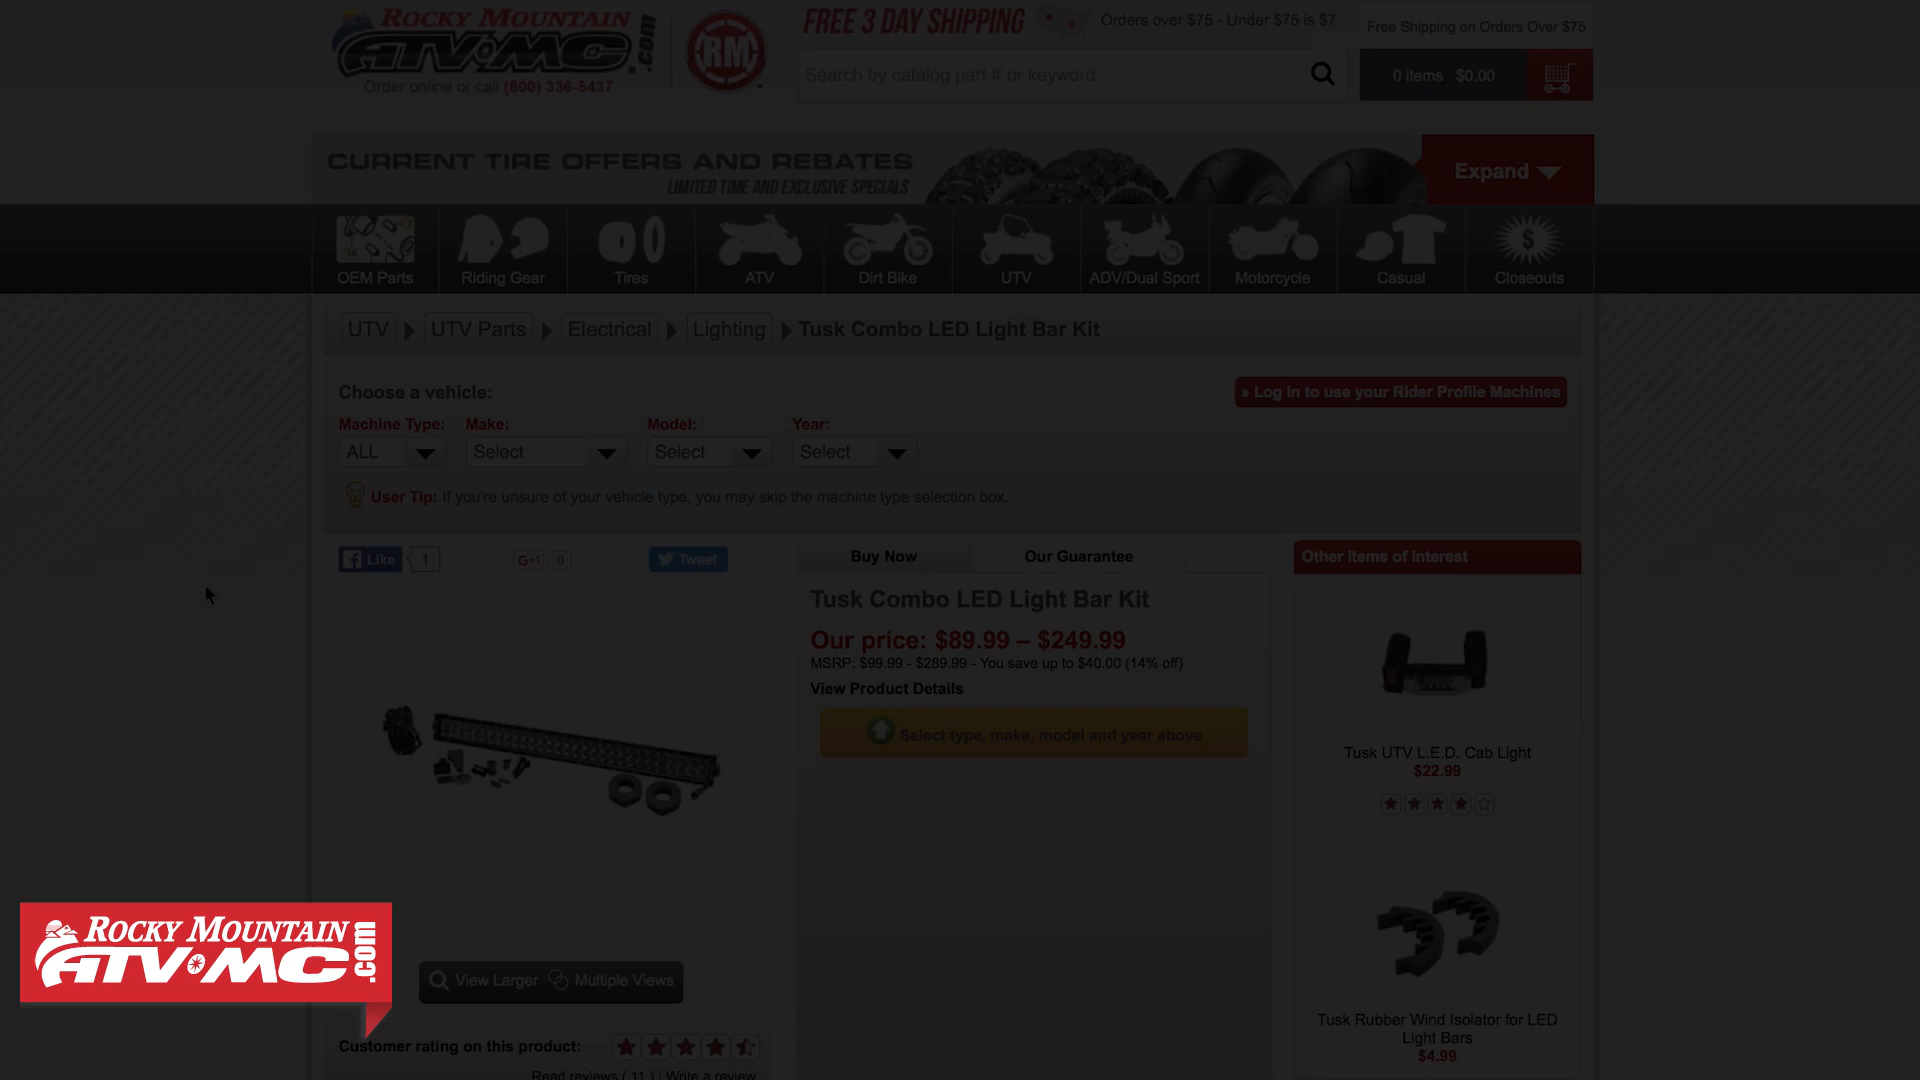 ROCKY MOUNTAIN
ATV•MC.com
Order online or call (800) 336-5437
RM
FREE 3 DAY SHIPPING
Orders over $75 - Under $75 is $7
Free Shipping on Orders Over $75
Search by catalog part # or keyword
0 items $0.00
CURRENT TIRE OFFERS AND REBATES
LIMITED TIME AND EXCLUSIVE SPECIALS
Expand
OEM Parts
Riding Gear
Tires
ATV
Dirt Bike
UTV
ADV/Dual Sport
Motorcycle
Casual
Closeouts
UTV
UTV Parts
Electrical
Lighting
Tusk Combo LED Light Bar Kit
Choose a vehicle:
» Log in to use your Rider Profile Machines
Machine Type:
Make:
Model:
Year:
ALL
Select
Select
Select
User Tip: If you're unsure of your vehicle type, you may skip the machine type selection box.
Like
1
G+1
0
Tweet
Buy Now
Our Guarantee
Other Items of Interest
Tusk Combo LED Light Bar Kit
Our price: $89.99 – $249.99
MSRP: $99.99 - $289.99 - You save up to $40.00 (14% off)
View Product Details
Select type, make, model and year above
Tusk UTV L.E.D. Cab Light
$22.99
ROCKY MOUNTAIN
ATV•MC.com
View Larger
Multiple Views
Tusk Rubber Wind Isolator for LED
Light Bars
$4.99
Customer rating on this product:
Read reviews ( 11 ) | Write a review